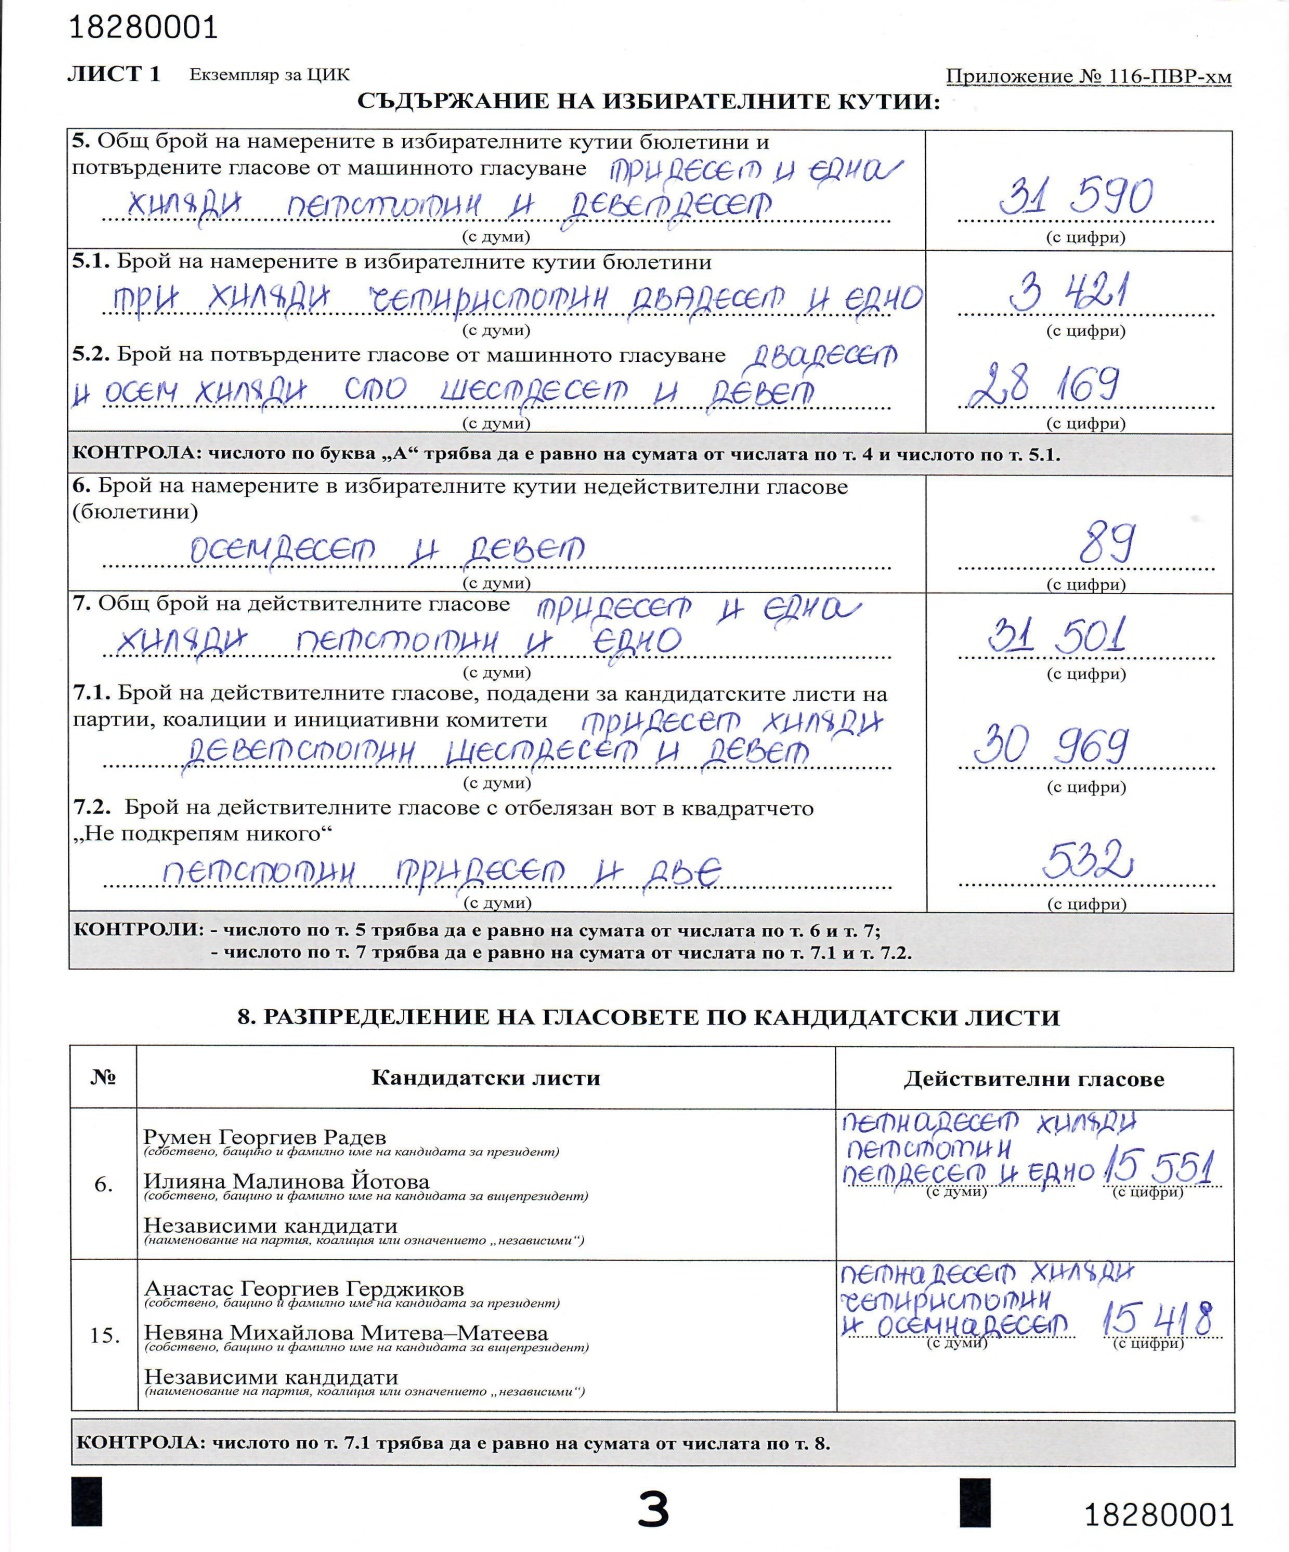 18280001
ЛИСТ 1 Екземпляр за ЦИК Приложение № 116-ПВР-хм
СЪДЪРЖАНИЕ НА ИЗБИРАТЕЛНИТЕ КУТИИ:
5. Общ брой на намерените в избирателните кутии бюлетини и
потвърдените гласове от машинното гласуване тридесет и една
хиляди петстотин и деветдесет 31 590
(с думи) (с цифри)
5.1. Брой на намерените в избирателните кутии бюлетини
три хиляди четиристотин двадесет и едно 3 421
(с думи) (с цифри)
5.2. Брой на потвърдените гласове от машинното гласуване двадесет
и осем хиляди сто шестдесет и девет 28 169
(с думи) (с цифри)
КОНТРОЛА: числото по буква „А“ трябва да е равно на сумата от числата по т. 4 и числото по т. 5.1.
6. Брой на намерените в избирателните кутии недействителни гласове
(бюлетини)
осемдесет и девет 89
(с думи) (с цифри)
7. Общ брой на действителните гласове тридесет и една
хиляди петстотин и едно 31 501
(с думи) (с цифри)
7.1. Брой на действителните гласове, подадени за кандидатските листи на
партии, коалиции и инициативни комитети тридесет хиляди
деветстотин шестдесет и девет 30 969
(с думи) (с цифри)
7.2. Брой на действителните гласове с отбелязан вот в квадратчето
„Не подкрепям никого“
петстотин тридесет и две 532
(с думи) (с цифри)
КОНТРОЛИ: - числото по т. 5 трябва да е равно на сумата от числата по т. 6 и т. 7;
- числото по т. 7 трябва да е равно на сумата от числата по т. 7.1 и т. 7.2.
8. РАЗПРЕДЕЛЕНИЕ НА ГЛАСОВЕТЕ ПО КАНДИДАТСКИ ЛИСТИ
№ Кандидатски листи Действителни гласове
6.
Румен Георгиев Радев
(собствено, бащино и фамилно име на кандидата за президент)
Илияна Малинова Йотова
(собствено, бащино и фамилно име на кандидата за вицепрезидент)
Независими кандидати
(наименование на партия, коалиция или означението „независими“)
петнадесет хиляди
петстотин
петдесет и едно 15 551
(с думи) (с цифри)
15.
Анастас Георгиев Герджиков
(собствено, бащино и фамилно име на кандидата за президент)
Невяна Михайлова Митева–Матеева
(собствено, бащино и фамилно име на кандидата за вицепрезидент)
Независими кандидати
(наименование на партия, коалиция или означението „независими“)
петнадесет хиляди
четиристотин
и осемнадесет 15 418
(с думи) (с цифри)
КОНТРОЛА: числото по т. 7.1 трябва да е равно на сумата от числата по т. 8.
3 18280001